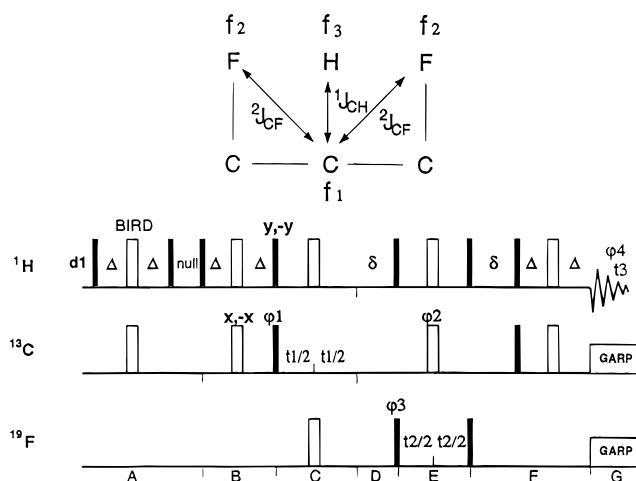 f2 f3 f2
F H F
²JCF ¹JCH ²JCF
C C C
f1
BIRD y,-y φ4
¹H d1 Δ Δ null Δ Δ δ δ Δ Δ t3
x,-x φ1 φ2
¹³C t1/2 t1/2 GARP
φ3
¹⁹F t2/2 t2/2 GARP
A B C D E F G